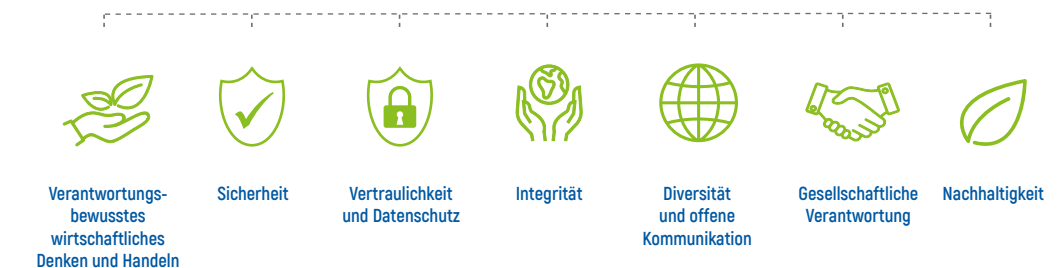 Verantwortungs-
bewusstes
wirtschaftliches
Denken und Handeln
Sicherheit
Vertraulichkeit
und Datenschutz
Integrität
Diversität
und offene
Kommunikation
Gesellschaftliche
Verantwortung
Nachhaltigkeit